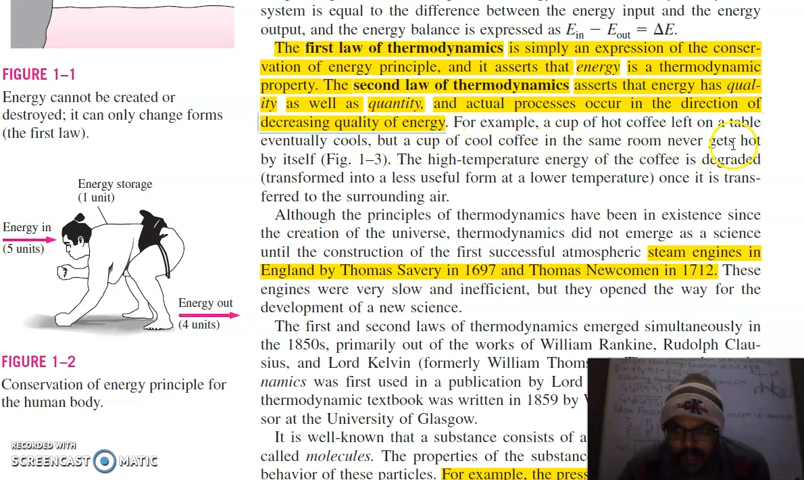 system is equal to the difference between the energy input and the energy
output, and the energy balance is expressed as E_in − E_out = ΔE.
The first law of thermodynamics is simply an expression of the conser-
vation of energy principle, and it asserts that energy is a thermodynamic
property. The second law of thermodynamics asserts that energy has qual-
ity as well as quantity, and actual processes occur in the direction of
decreasing quality of energy. For example, a cup of hot coffee left on a table
eventually cools, but a cup of cool coffee in the same room never gets hot
by itself (Fig. 1–3). The high-temperature energy of the coffee is degraded
(transformed into a less useful form at a lower temperature) once it is trans-
ferred to the surrounding air.
Although the principles of thermodynamics have been in existence since
the creation of the universe, thermodynamics did not emerge as a science
until the construction of the first successful atmospheric steam engines in
England by Thomas Savery in 1697 and Thomas Newcomen in 1712. These
engines were very slow and inefficient, but they opened the way for the
development of a new science.
The first and second laws of thermodynamics emerged simultaneously in
the 1850s, primarily out of the works of William Rankine, Rudolph Clau-
sius, and Lord Kelvin (formerly William Thoms
namics was first used in a publication by Lord
thermodynamic textbook was written in 1859 by
sor at the University of Glasgow.
It is well-known that a substance consists of a
called molecules. The properties of the substanc
behavior of these particles. For example, the press
FIGURE 1–1
Energy cannot be created or
destroyed; it can only change forms
(the first law).
Energy storage
(1 unit)
Energy in
(5 units)
Energy out
(4 units)
FIGURE 1–2
Conservation of energy principle for
the human body.
RECORDED WITH
SCREENCAST MATIC